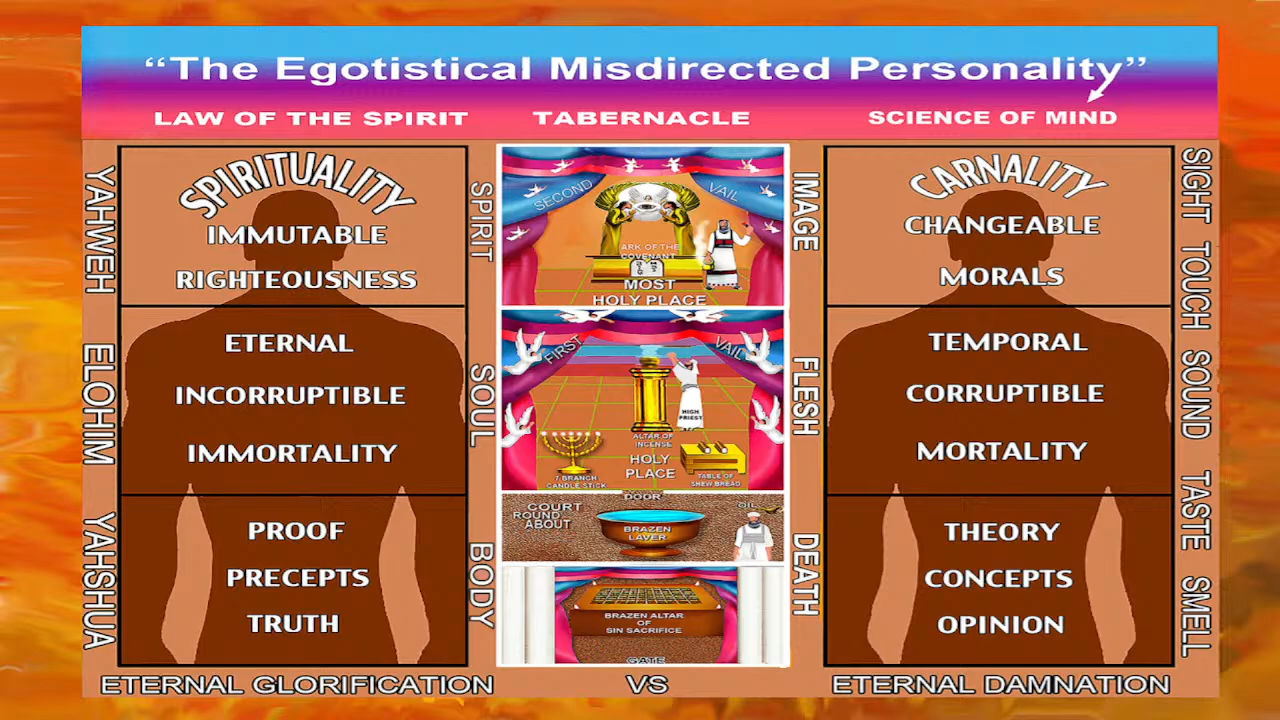 “The Egotistical Misdirected Personality”
LAW OF THE SPIRIT
TABERNACLE
SCIENCE OF MIND
YAHWEH
ELOHIM
YAHSHUA
SPIRITUALITY
IMMUTABLE
RIGHTEOUSNESS
ETERNAL
INCORRUPTIBLE
IMMORTALITY
PROOF
PRECEPTS
TRUTH
SPIRIT
SOUL
BODY
SECOND
VAIL
ARK OF THE
COVENANT
MOST
HOLY PLACE
FIRST
VAIL
HIGH
PRIEST
ALTAR OF
INCENSE
HOLY
PLACE
7 BRANCH
CANDLE STICK
TABLE OF
SHEW BREAD
DOOR
COURT
ROUND
ABOUT
BRAZEN
LAVER
OIL
BRAZEN ALTAR
OF
SIN SACRIFICE
GATE
IMAGE
FLESH
DEATH
CARNALITY
CHANGEABLE
MORALS
TEMPORAL
CORRUPTIBLE
MORTALITY
THEORY
CONCEPTS
OPINION
SIGHT
TOUCH
SOUND
TASTE
SMELL
ETERNAL GLORIFICATION
VS
ETERNAL DAMNATION